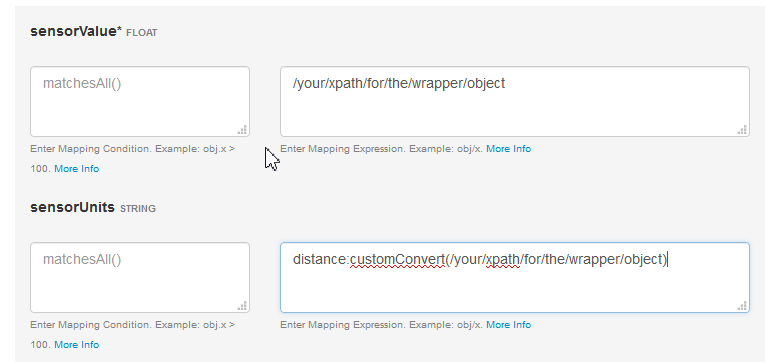 sensorValue* FLOAT
matchesAll()
/your/xpath/for/the/wrapper/object
Enter Mapping Condition. Example: obj.x >
100. More Info
Enter Mapping Expression. Example: obj/x. More Info
sensorUnits STRING
matchesAll()
distance:customConvert(/your/xpath/for/the/wrapper/object)
Enter Mapping Condition. Example: obj.x >
100. More Info
Enter Mapping Expression. Example: obj/x. More Info